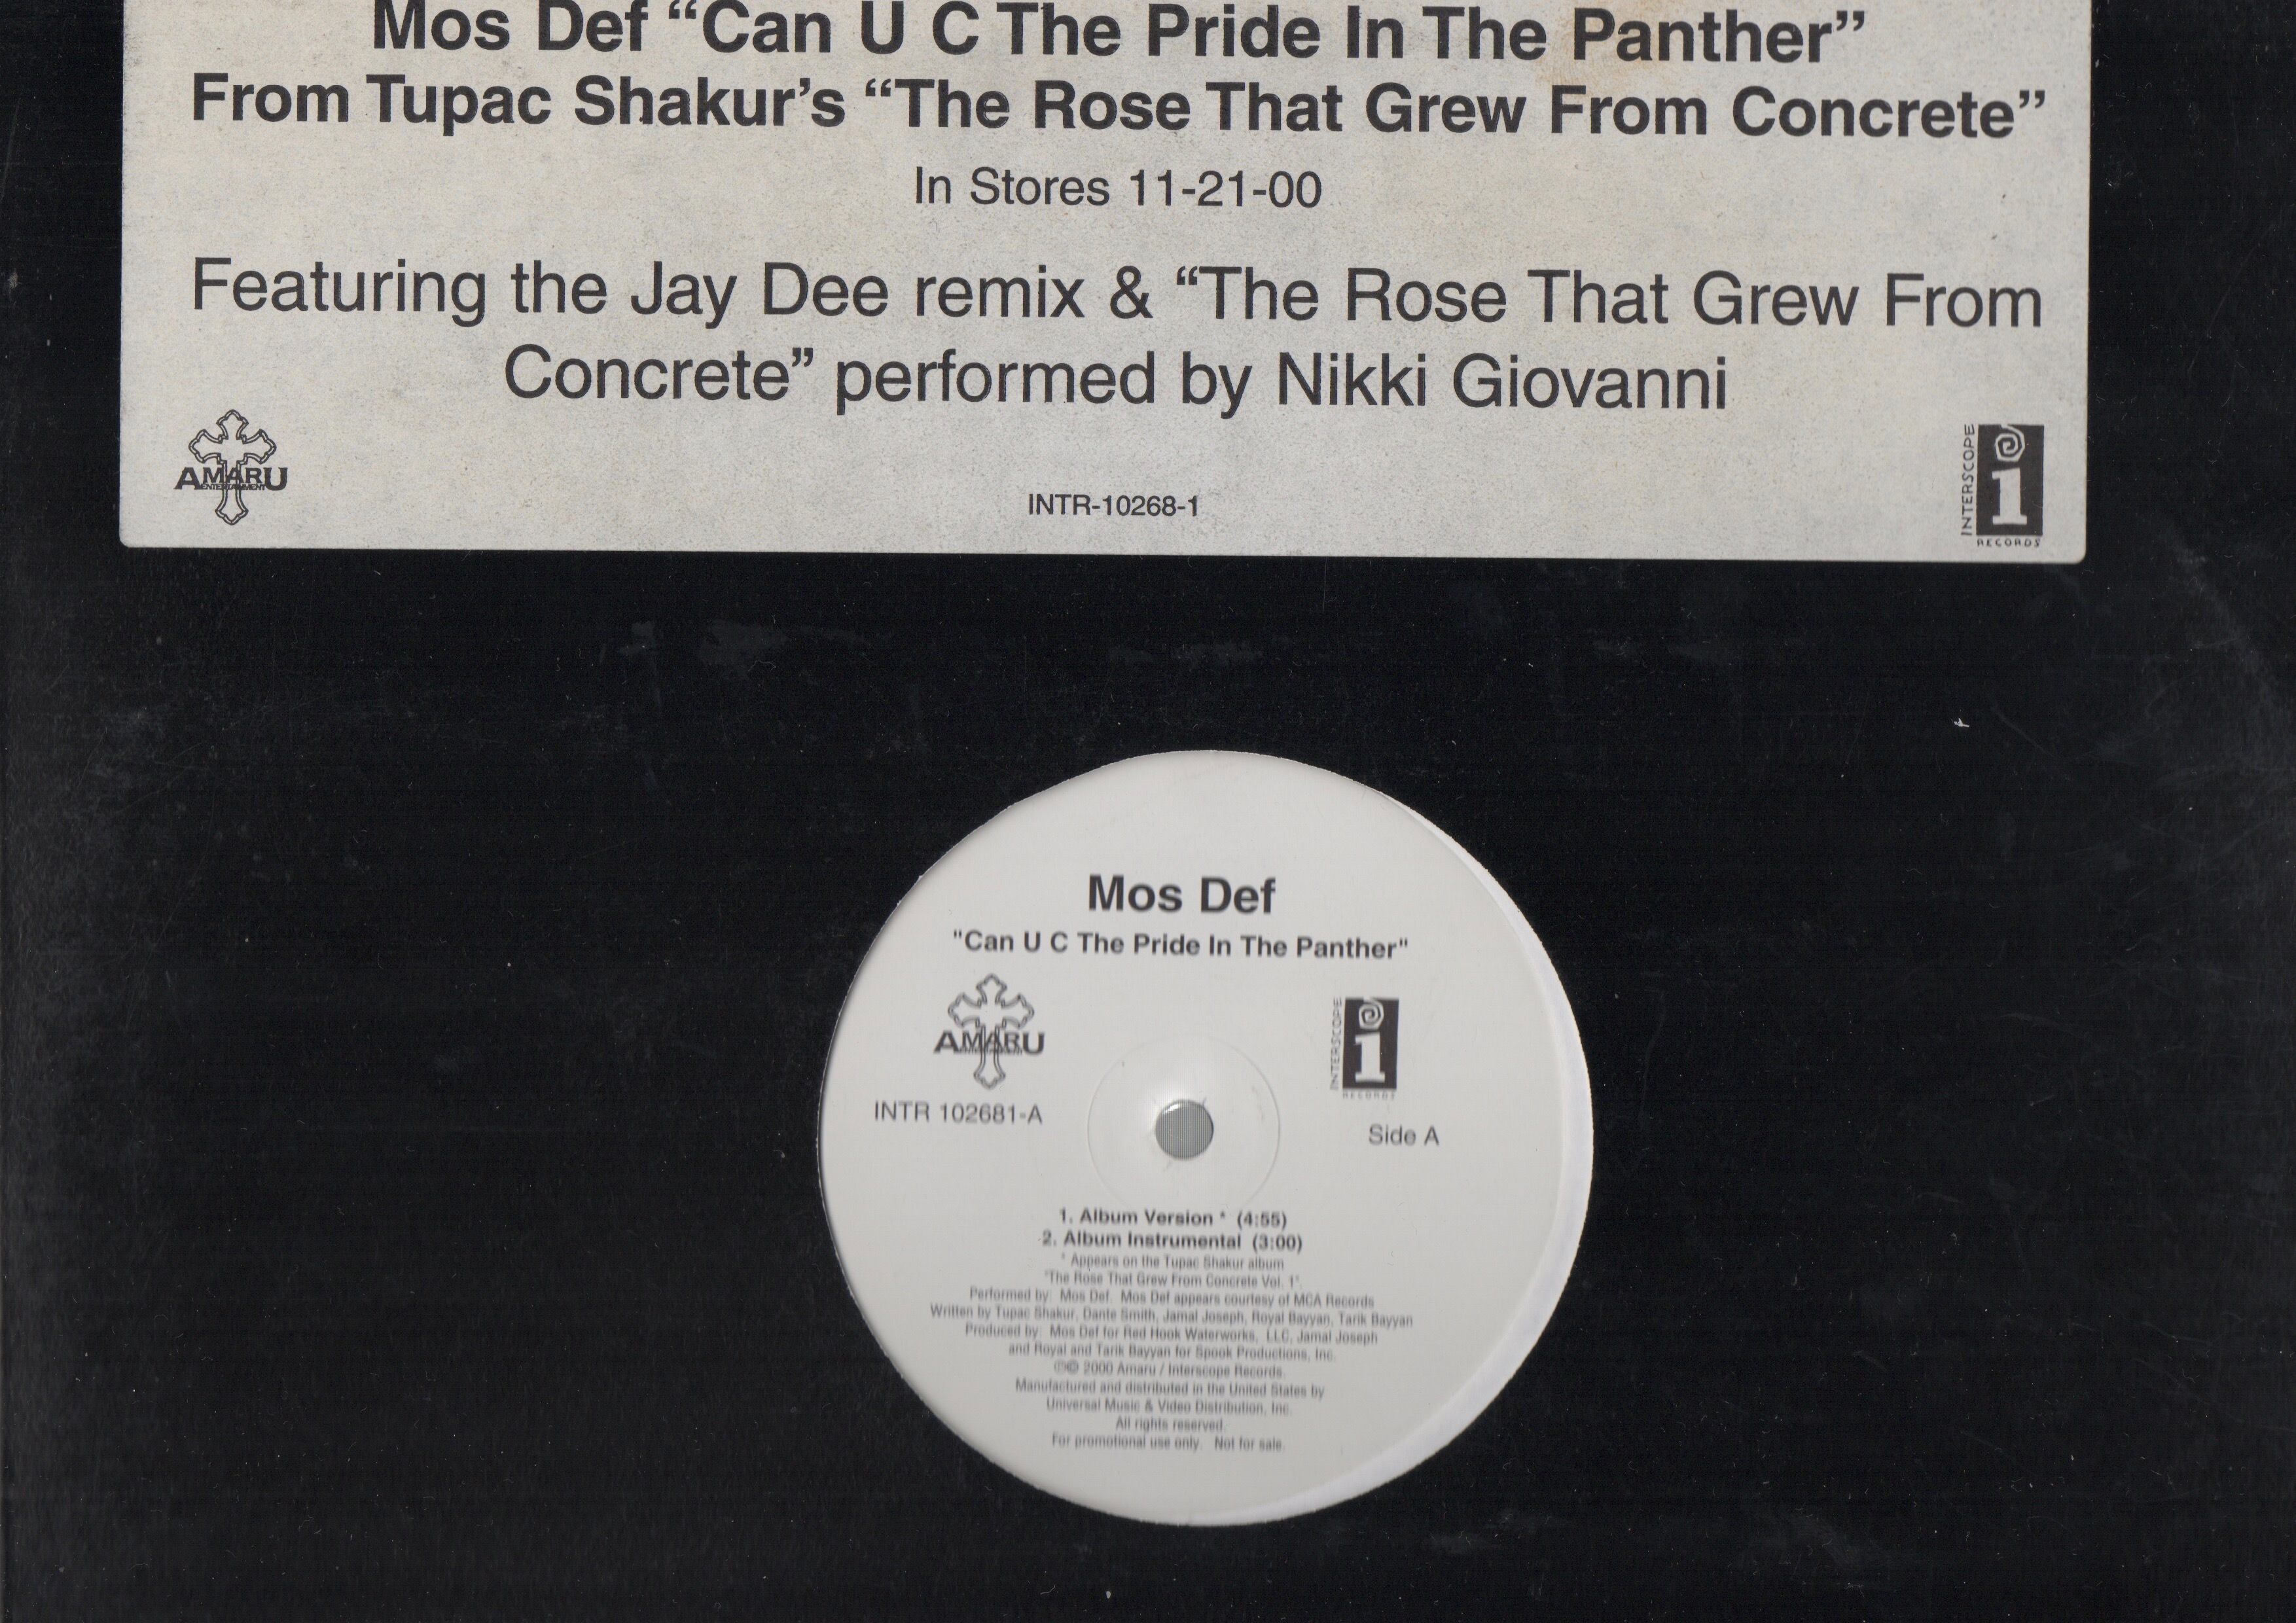 Mos Def “Can U C The Pride In The Panther”
From Tupac Shakur’s “The Rose That Grew From Concrete”
In Stores 11-21-00
Featuring the Jay Dee remix & “The Rose That Grew From
Concrete” performed by Nikki Giovanni
AMARU
ENTERTAINMENT
INTR-10268-1
INTERSCOPE
i
RECORDS
Mos Def
"Can U C The Pride In The Panther"
AMARU
INTERSCOPE
i
RECORDS
INTR 102681-A
Side A
1. Album Version * (4:55)
2. Album Instrumental (3:00)
* Appears on the Tupac Shakur album
"The Rose That Grew From Concrete Vol. 1".
Performed by: Mos Def. Mos Def appears courtesy of MCA Records
Written by Tupac Shakur, Dante Smith, Jamal Joseph, Royal Bayyan, Tarik Bayyan
Produced by: Mos Def for Red Hook Waterworks, LLC, Jamal Joseph
and Royal and Tarik Bayyan for Spook Productions, Inc.
℗© 2000 Amaru / Interscope Records.
Manufactured and distributed in the United States by
Universal Music & Video Distribution, Inc.
All rights reserved.
For promotional use only. Not for sale.